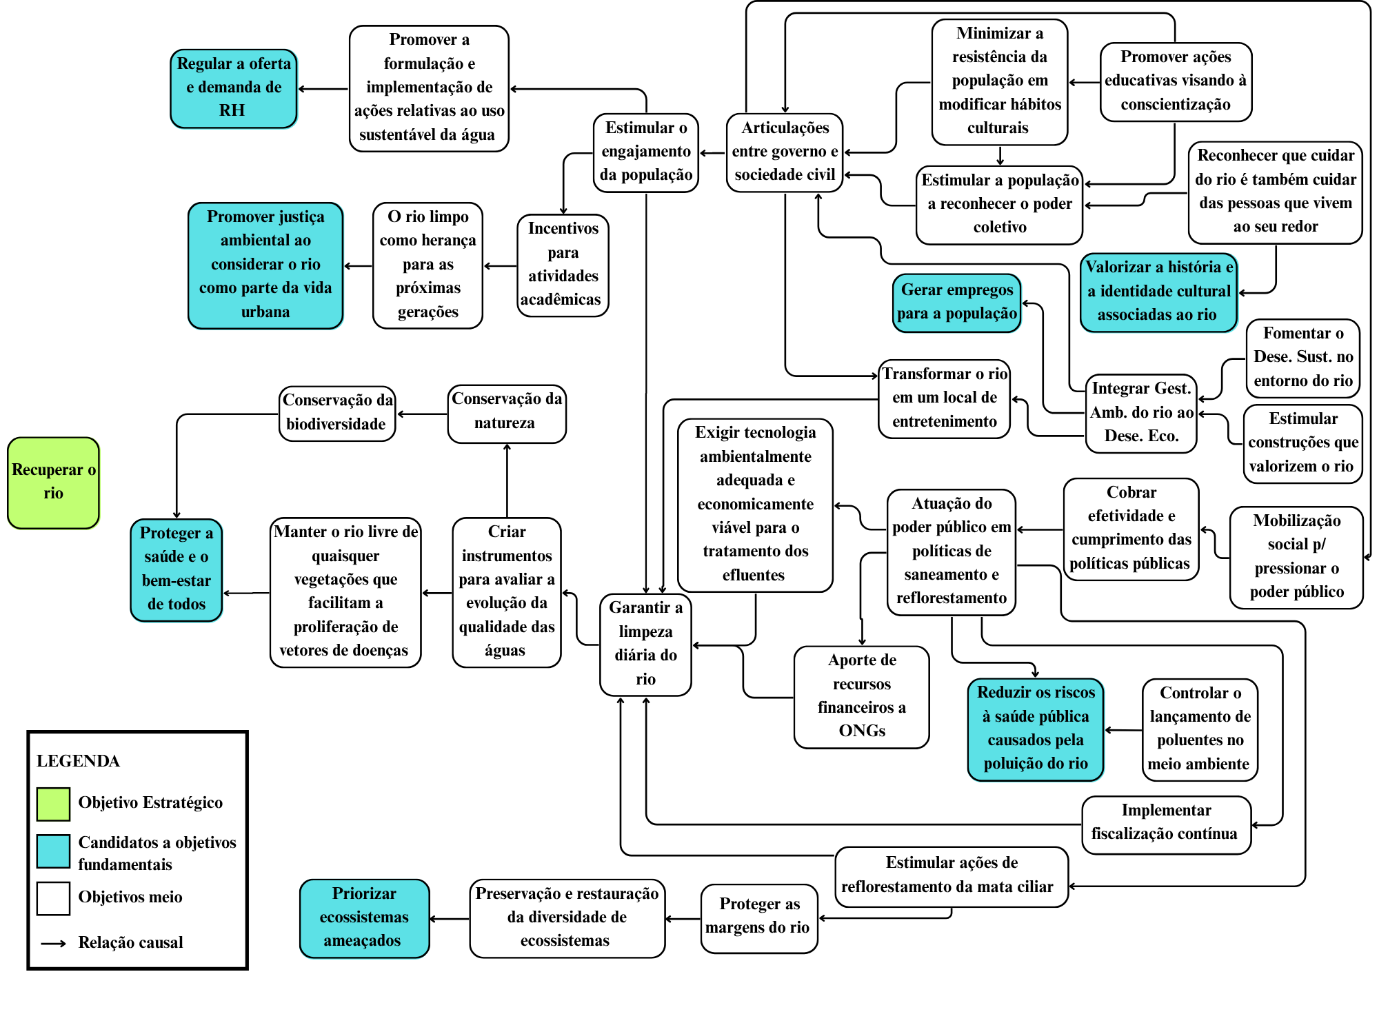 Regular a oferta
e demanda de
RH
Promover a
formulação e
implementação de
ações relativas ao uso
sustentável da água
Estimular o
engajamento
da população
Articulações
entre governo e
sociedade civil
Minimizar a
resistência da
população em
modificar hábitos
culturais
Promover ações
educativas visando à
conscientização
Estimular a população
a reconhecer o poder
coletivo
Reconhecer que cuidar
do rio é também cuidar
das pessoas que vivem
ao seu redor
Promover justiça
ambiental ao
considerar o rio
como parte da vida
urbana
O rio limpo
como herança
para as
próximas
gerações
Incentivos
para
atividades
acadêmicas
Gerar empregos
para a população
Valorizar a história e
a identidade cultural
associadas ao rio
Fomentar o
Dese. Sust. no
entorno do rio
Transformar o rio
em um local de
entretenimento
Integrar Gest.
Amb. do rio ao
Dese. Eco.
Estimular
construções que
valorizem o rio
Conservação da
biodiversidade
Conservação da
natureza
Exigir tecnologia
ambientalmente
adequada e
economicamente
viável para o
tratamento dos
efluentes
Recuperar o
rio
Proteger a
saúde e o
bem-estar
de todos
Manter o rio livre de
quaisquer
vegetações que
facilitam a
proliferação de
vetores de doenças
Criar
instrumentos
para avaliar a
evolução da
qualidade das
águas
Garantir a
limpeza
diária do
rio
Atuação do
poder público em
políticas de
saneamento e
reflorestamento
Cobrar
efetividade e
cumprimento das
políticas públicas
Mobilização
social p/
pressionar o
poder público
Aporte de
recursos
financeiros a
ONGs
Reduzir os riscos
à saúde pública
causados pela
poluição do rio
Controlar o
lançamento de
poluentes no
meio ambiente
Implementar
fiscalização contínua
Estimular ações de
reflorestamento da mata ciliar
Priorizar
ecossistemas
ameaçados
Preservação e restauração
da diversidade de
ecossistemas
Proteger as
margens do rio
LEGENDA
Objetivo Estratégico
Candidatos a objetivos
fundamentais
Objetivos meio
Relação causal